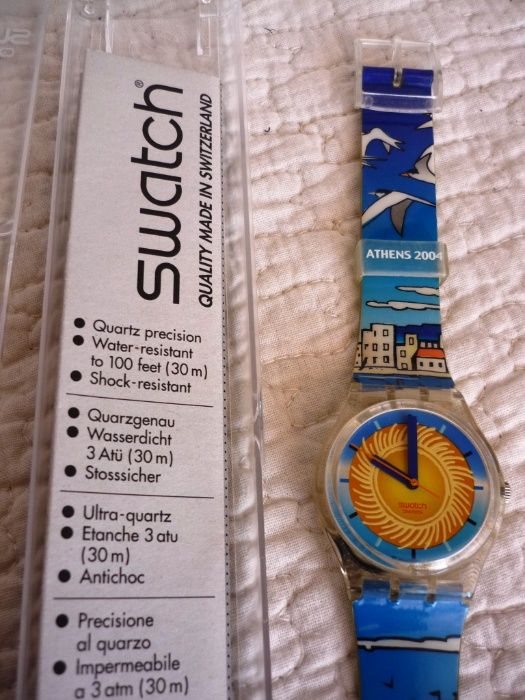 swatch®
QUALITY MADE IN SWITZERLAND
● Quartz precision
● Water-resistant
to 100 feet (30 m)
● Shock-resistant
● Quarzgenau
● Wasserdicht
3 Atü (30 m)
● Stosssicher
● Ultra-quartz
● Etanche 3 atu
(30 m)
● Antichoc
● Precisione
al quarzo
● Impermeabile
a 3 atm (30 m)
ATHENS 2004
swatch